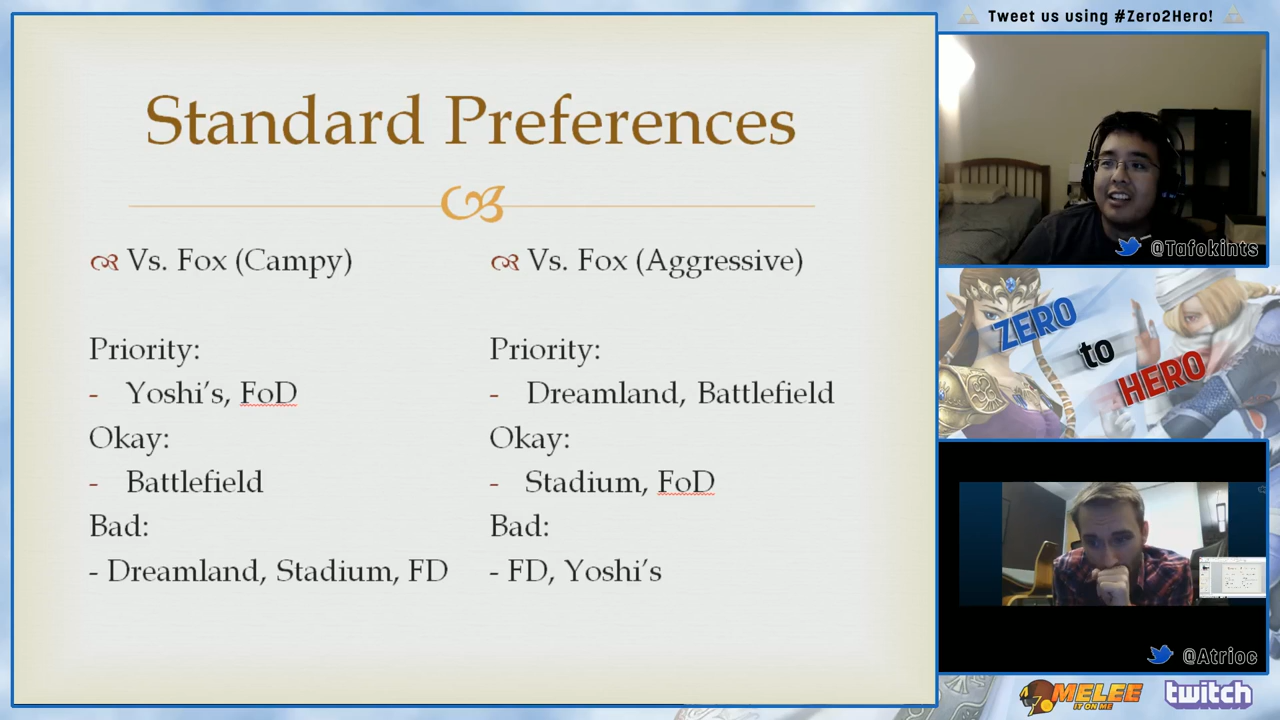 Tweet us using #Zero2Hero!
Standard Preferences
Vs. Fox (Campy)
Priority:
- Yoshi's, FoD
Okay:
- Battlefield
Bad:
- Dreamland, Stadium, FD
Vs. Fox (Aggressive)
Priority:
- Dreamland, Battlefield
Okay:
- Stadium, FoD
Bad:
- FD, Yoshi's
@Tafokints
ZERO
to
HERO
@Atrioc
MELEE
IT ON ME
twitch